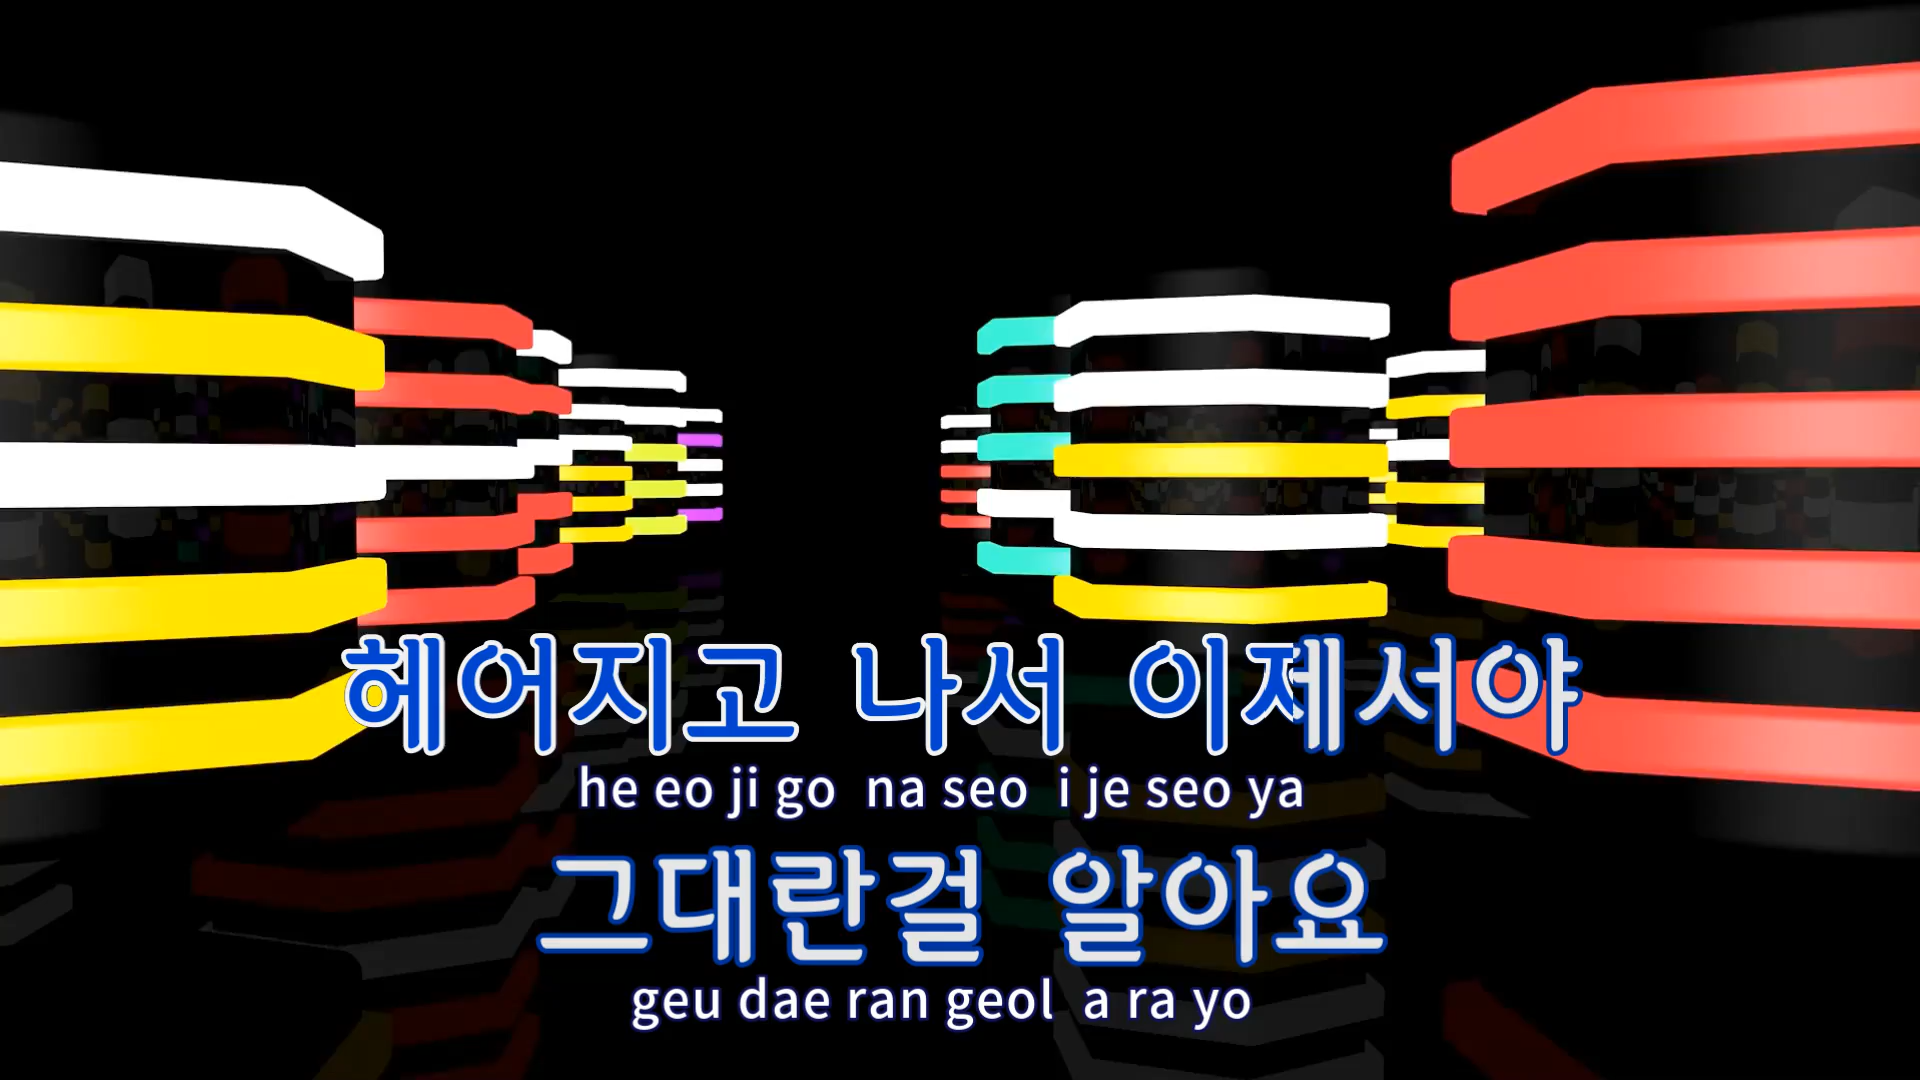 헤어지고 나서 이제서야
he eo ji go na seo i je seo ya
그대란걸 알아요
geu dae ran geol a ra yo